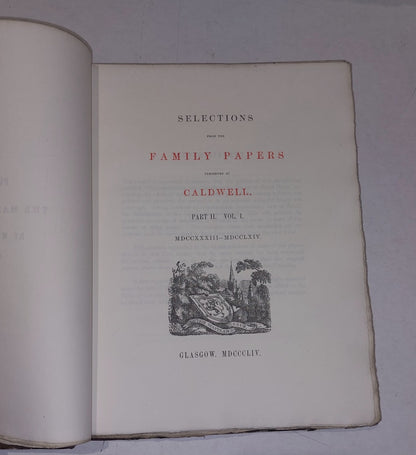 SELECTIONS
FROM THE
FAMILY PAPERS
PRESERVED AT
CALDWELL.
PART II. VOL. I.
MDCCXXXIII—MDCCLXIV.
GLASGOW, MDCCCLIV.